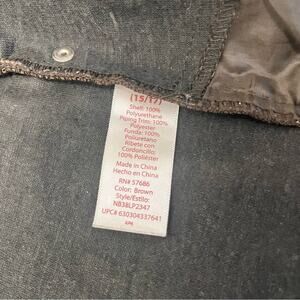 (15/17)
Shell: 100%
Polyurethane
Piping Trim: 100%
Polyester
Funda: 100%
Poliuretano
Ribete con
Cordoncillo:
100% Poliéster
Made in China
Hecho en China
RN# 57686
Color: Brown
Style/Estilo:
NB38LP2347
UPC# 630304337641